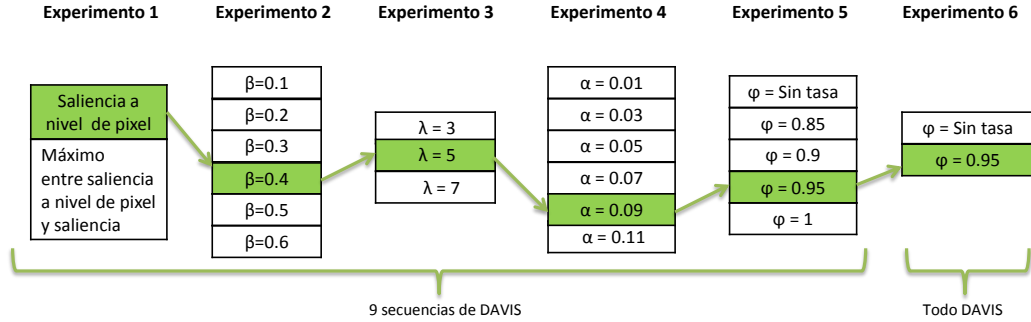 Experimento 1
Experimento 2
Experimento 3
Experimento 4
Experimento 5
Experimento 6
Saliencia a
nivel de pixel
Máximo
entre saliencia
a nivel de pixel
y saliencia
β=0.1
β=0.2
β=0.3
β=0.4
β=0.5
β=0.6
λ = 3
λ = 5
λ = 7
α = 0.01
α = 0.03
α = 0.05
α = 0.07
α = 0.09
α = 0.11
φ = Sin tasa
φ = 0.85
φ = 0.9
φ = 0.95
φ = 1
φ = Sin tasa
φ = 0.95
9 secuencias de DAVIS
Todo DAVIS